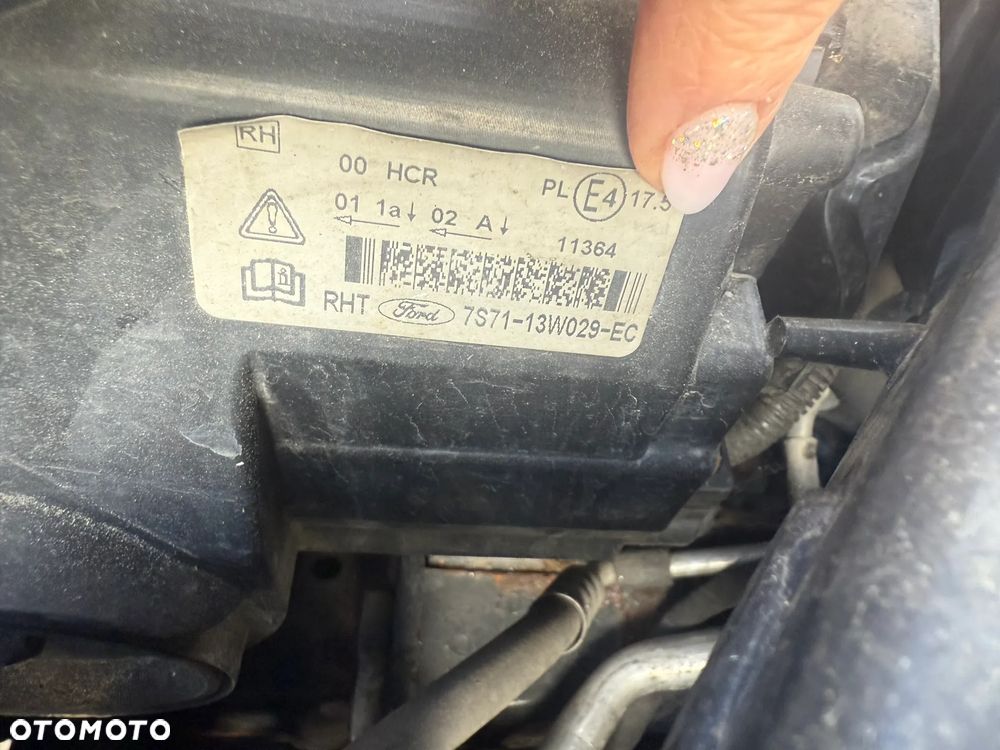 RH
00 HCR
PL E4 17.5
01 1a↓ 02 A↓
11364
RHT Ford 7S71-13W029-EC
OTOMOTO